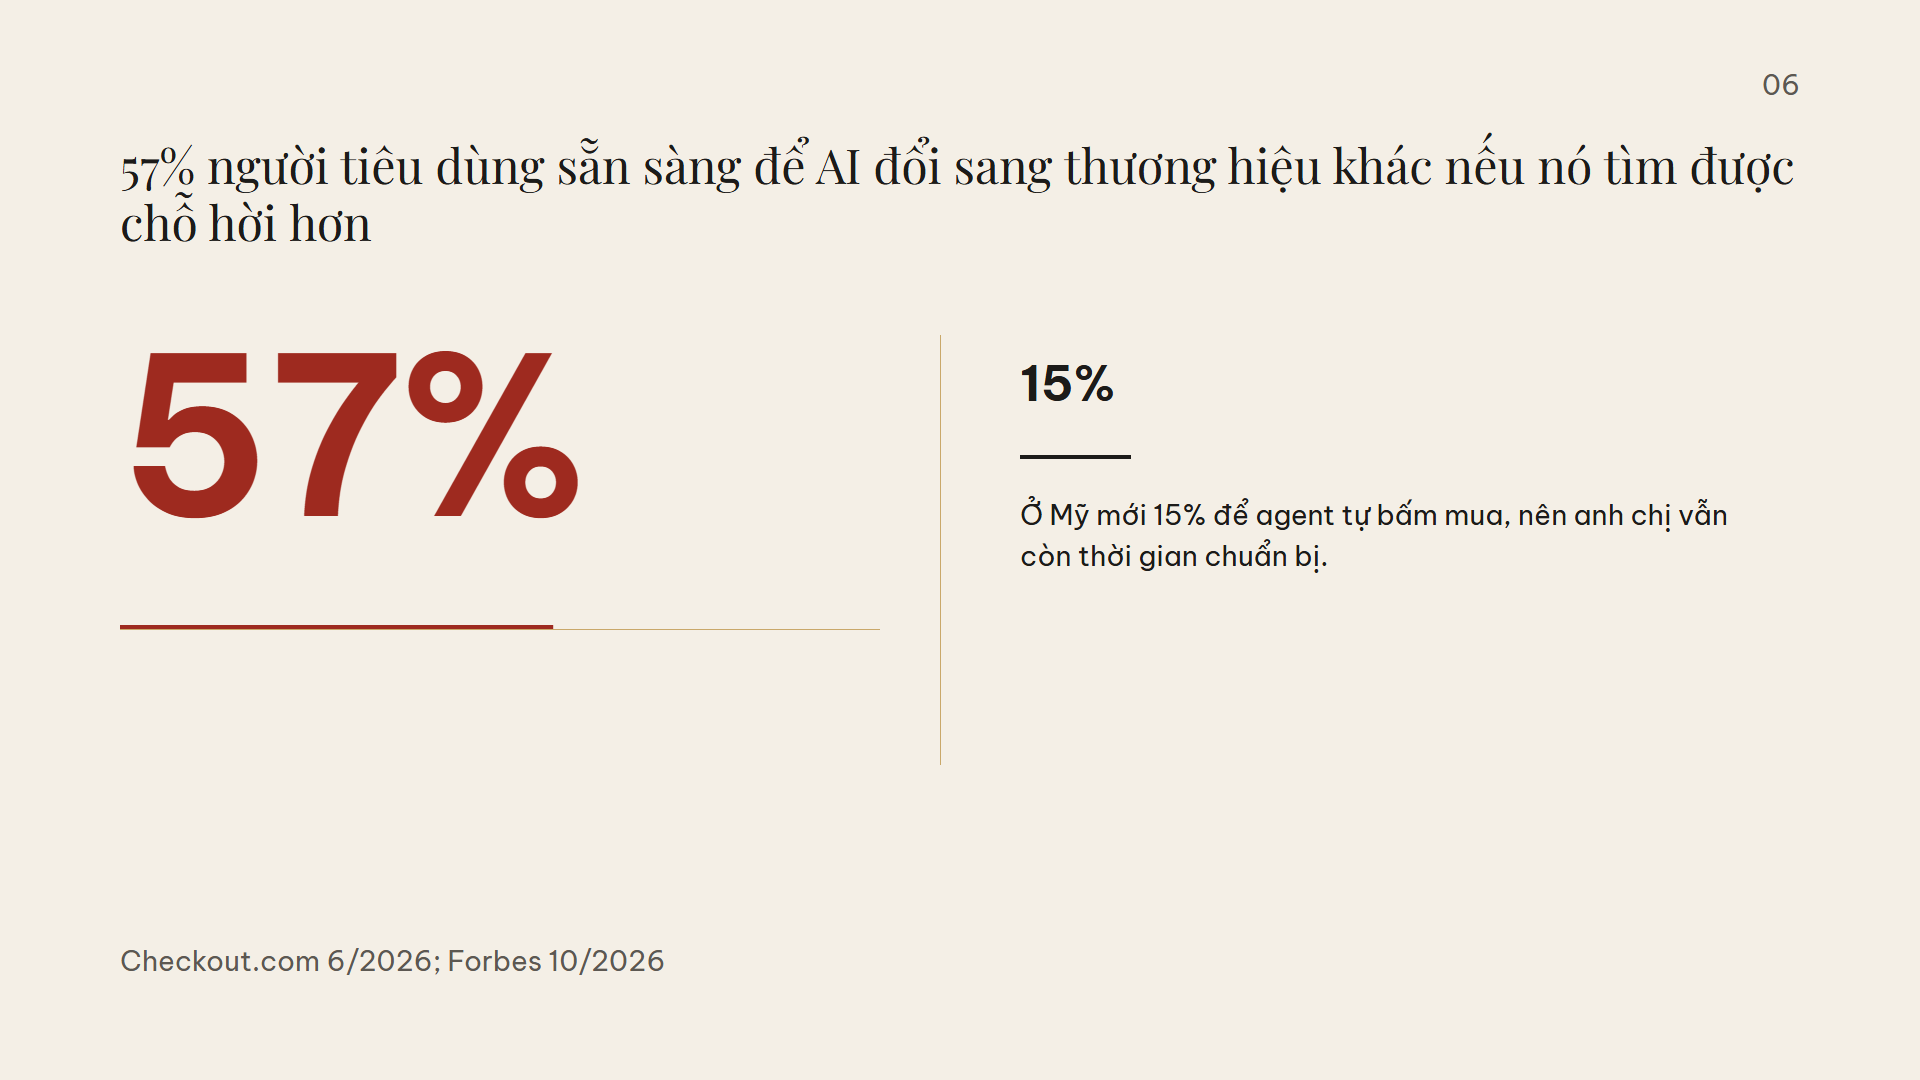 06
57% người tiêu dùng sẵn sàng để AI đổi sang thương hiệu khác nếu nó tìm được
chỗ hời hơn
57%
15%
Ở Mỹ mới 15% để agent tự bấm mua, nên anh chị vẫn
còn thời gian chuẩn bị.
Checkout.com 6/2026; Forbes 10/2026